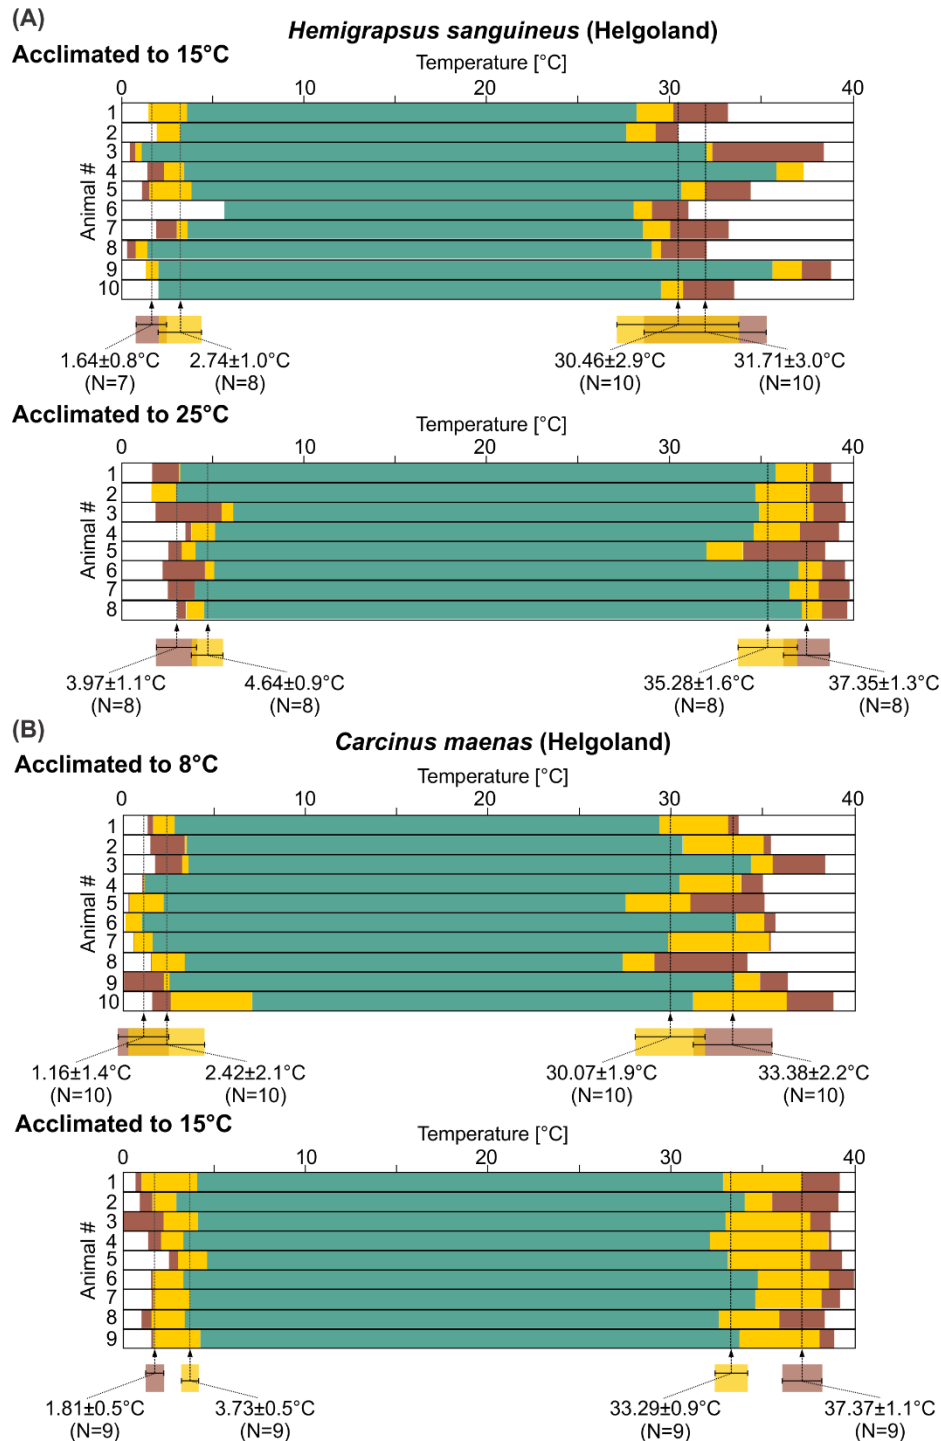 (A)
Hemigrapsus sanguineus (Helgoland)
Acclimated to 15°C
Temperature [°C]
0 10 20 30 40
Animal #
1
2
3
4
5
6
7
8
9
10
1.64±0.8°C 2.74±1.0°C 30.46±2.9°C 31.71±3.0°C
(N=7) (N=8) (N=10) (N=10)
Acclimated to 25°C
Temperature [°C]
0 10 20 30 40
Animal #
1
2
3
4
5
6
7
8
3.97±1.1°C 4.64±0.9°C 35.28±1.6°C 37.35±1.3°C
(N=8) (N=8) (N=8) (N=8)
(B)
Carcinus maenas (Helgoland)
Acclimated to 8°C
Temperature [°C]
0 10 20 30 40
Animal #
1
2
3
4
5
6
7
8
9
10
1.16±1.4°C 2.42±2.1°C 30.07±1.9°C 33.38±2.2°C
(N=10) (N=10) (N=10) (N=10)
Acclimated to 15°C
Temperature [°C]
0 10 20 30 40
Animal #
1
2
3
4
5
6
7
8
9
1.81±0.5°C 3.73±0.5°C 33.29±0.9°C 37.37±1.1°C
(N=9) (N=9) (N=9) (N=9)